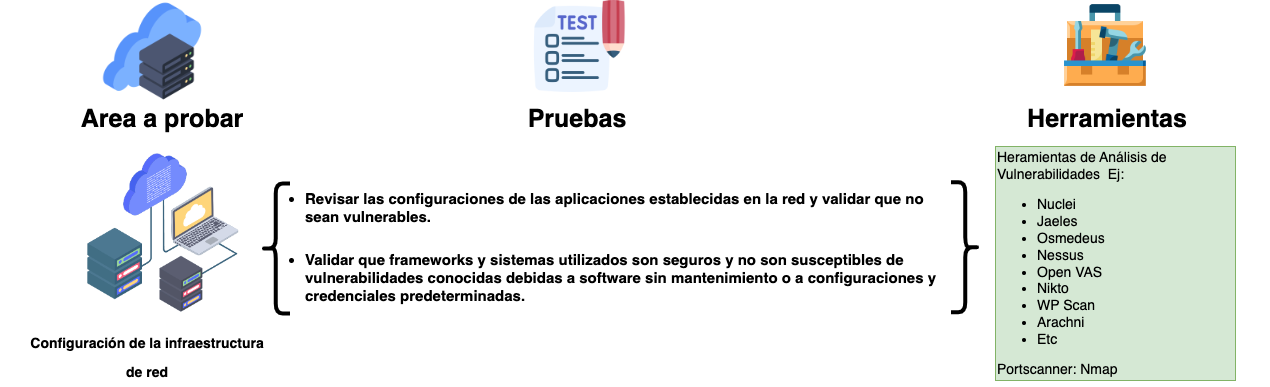 TEST
Area a probar
Pruebas
Herramientas
Configuración de la infraestructura
de red
• Revisar las configuraciones de las aplicaciones establecidas en la red y validar que no
sean vulnerables.
• Validar que frameworks y sistemas utilizados son seguros y no son susceptibles de
vulnerabilidades conocidas debidas a software sin mantenimiento o a configuraciones y
credenciales predeterminadas.
Heramientas de Análisis de
Vulnerabilidades Ej:
• Nuclei
• Jaeles
• Osmedeus
• Nessus
• Open VAS
• Nikto
• WP Scan
• Arachni
• Etc
Portscanner: Nmap